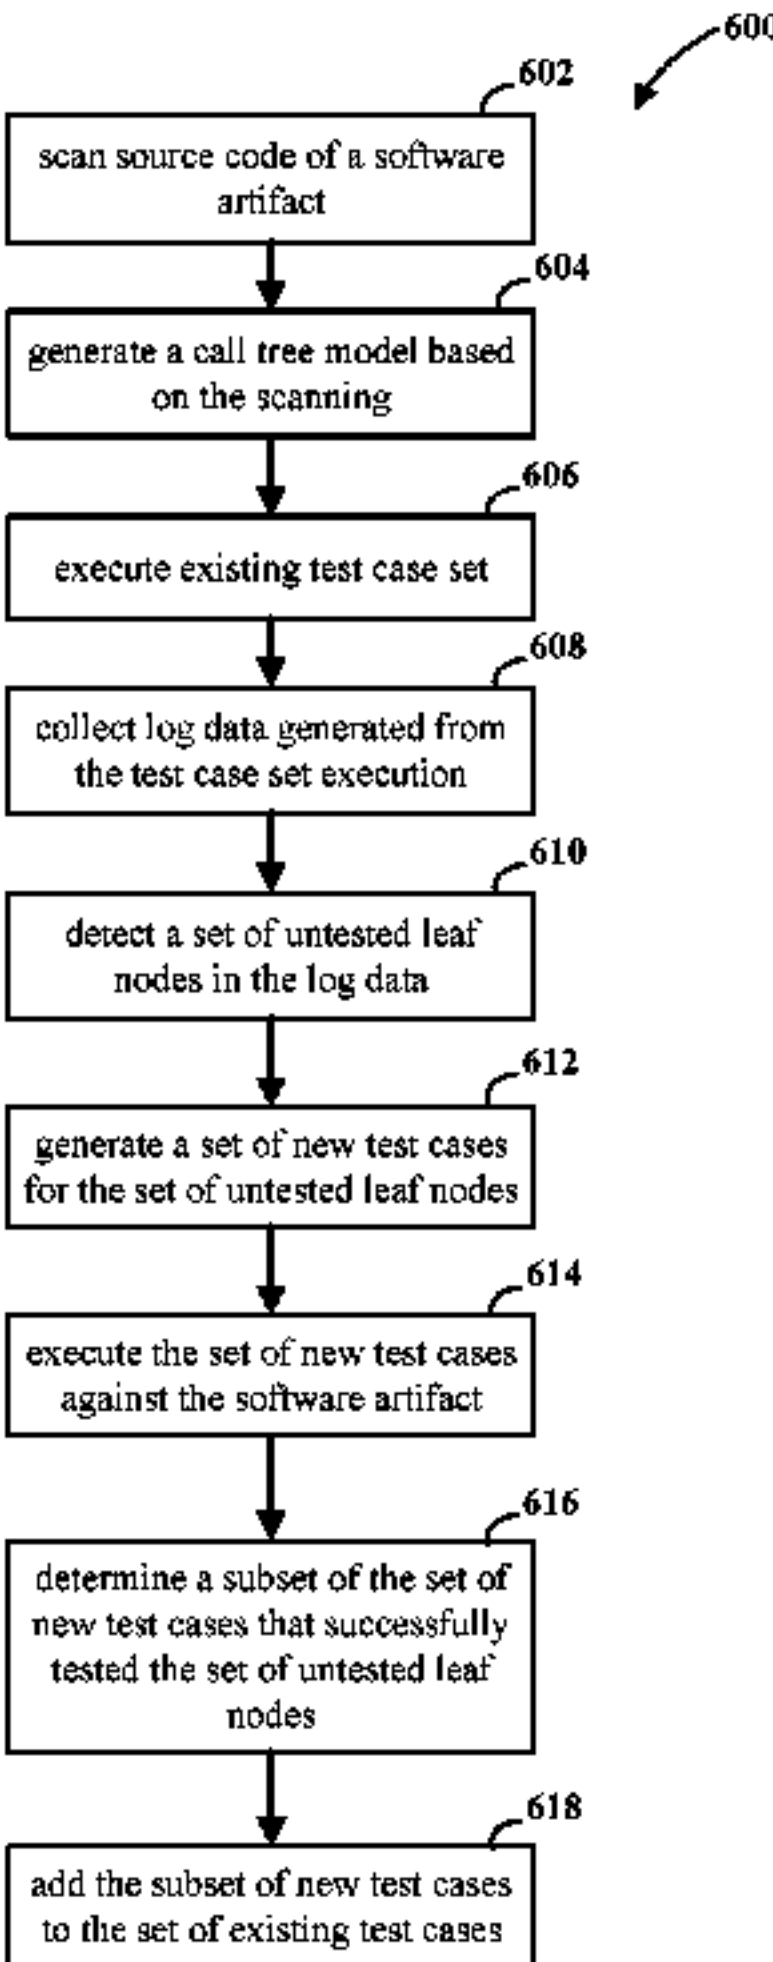 600
602
scan source code of a software
artifact
604
generate a call tree model based
on the scanning
606
execute existing test case set
608
collect log data generated from
the test case set execution
610
detect a set of untested leaf
nodes in the log data
612
generate a set of new test cases
for the set of untested leaf nodes
614
execute the set of new test cases
against the software artifact
616
determine a subset of the set of
new test cases that successfully
tested the set of untested leaf
nodes
618
add the subset of new test cases
to the set of existing test cases